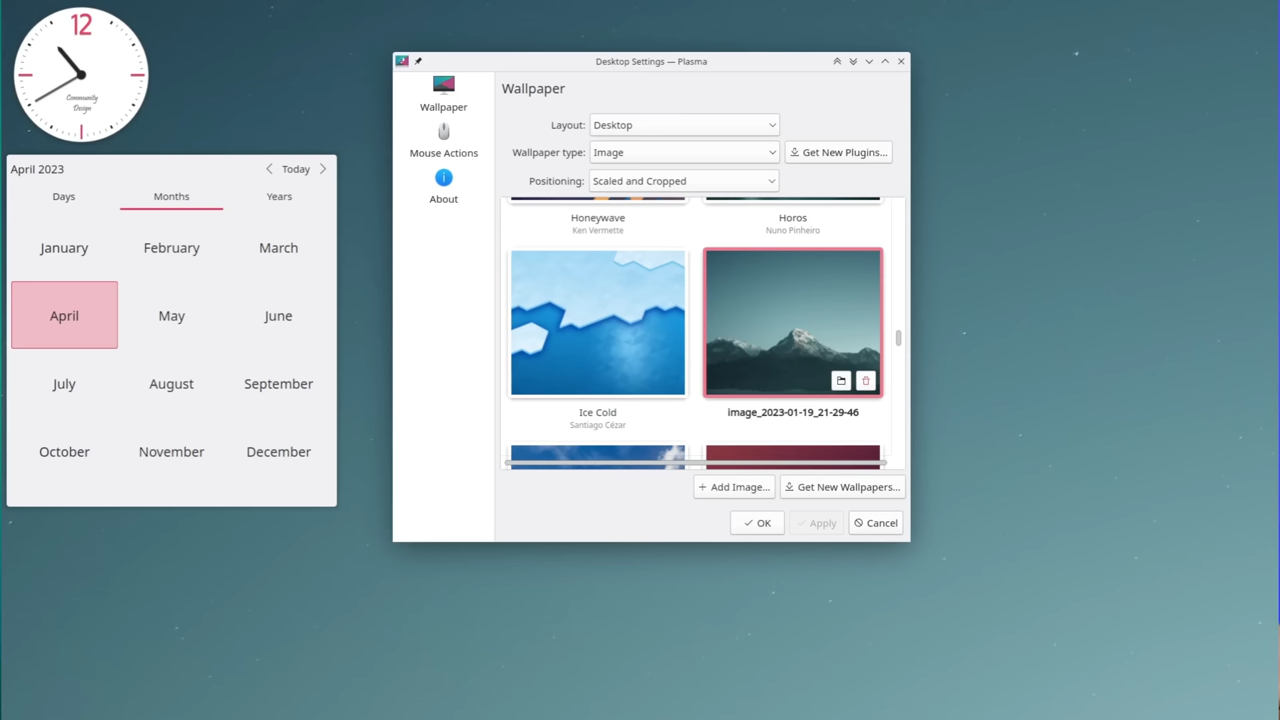 12
Community
Design
April 2023
Today
Days Months Years
January February March
April May June
July August September
October November December
Desktop Settings — Plasma
Wallpaper
Mouse Actions
About
Wallpaper
Layout: Desktop
Wallpaper type: Image Get New Plugins...
Positioning: Scaled and Cropped
Honeywave Horos
Ken Vermette Nuno Pinheiro
Ice Cold image_2023-01-19_21-29-46
Santiago Cézar
Add Image... Get New Wallpapers...
OK Apply Cancel